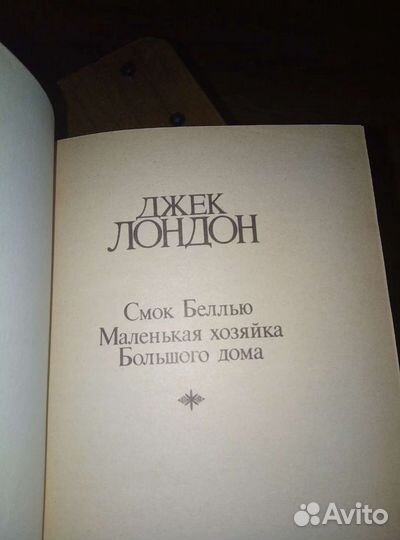 ДЖЕК
ЛОНДОН
Смок Беллью
Маленькая хозяйка
Большого дома
Avito